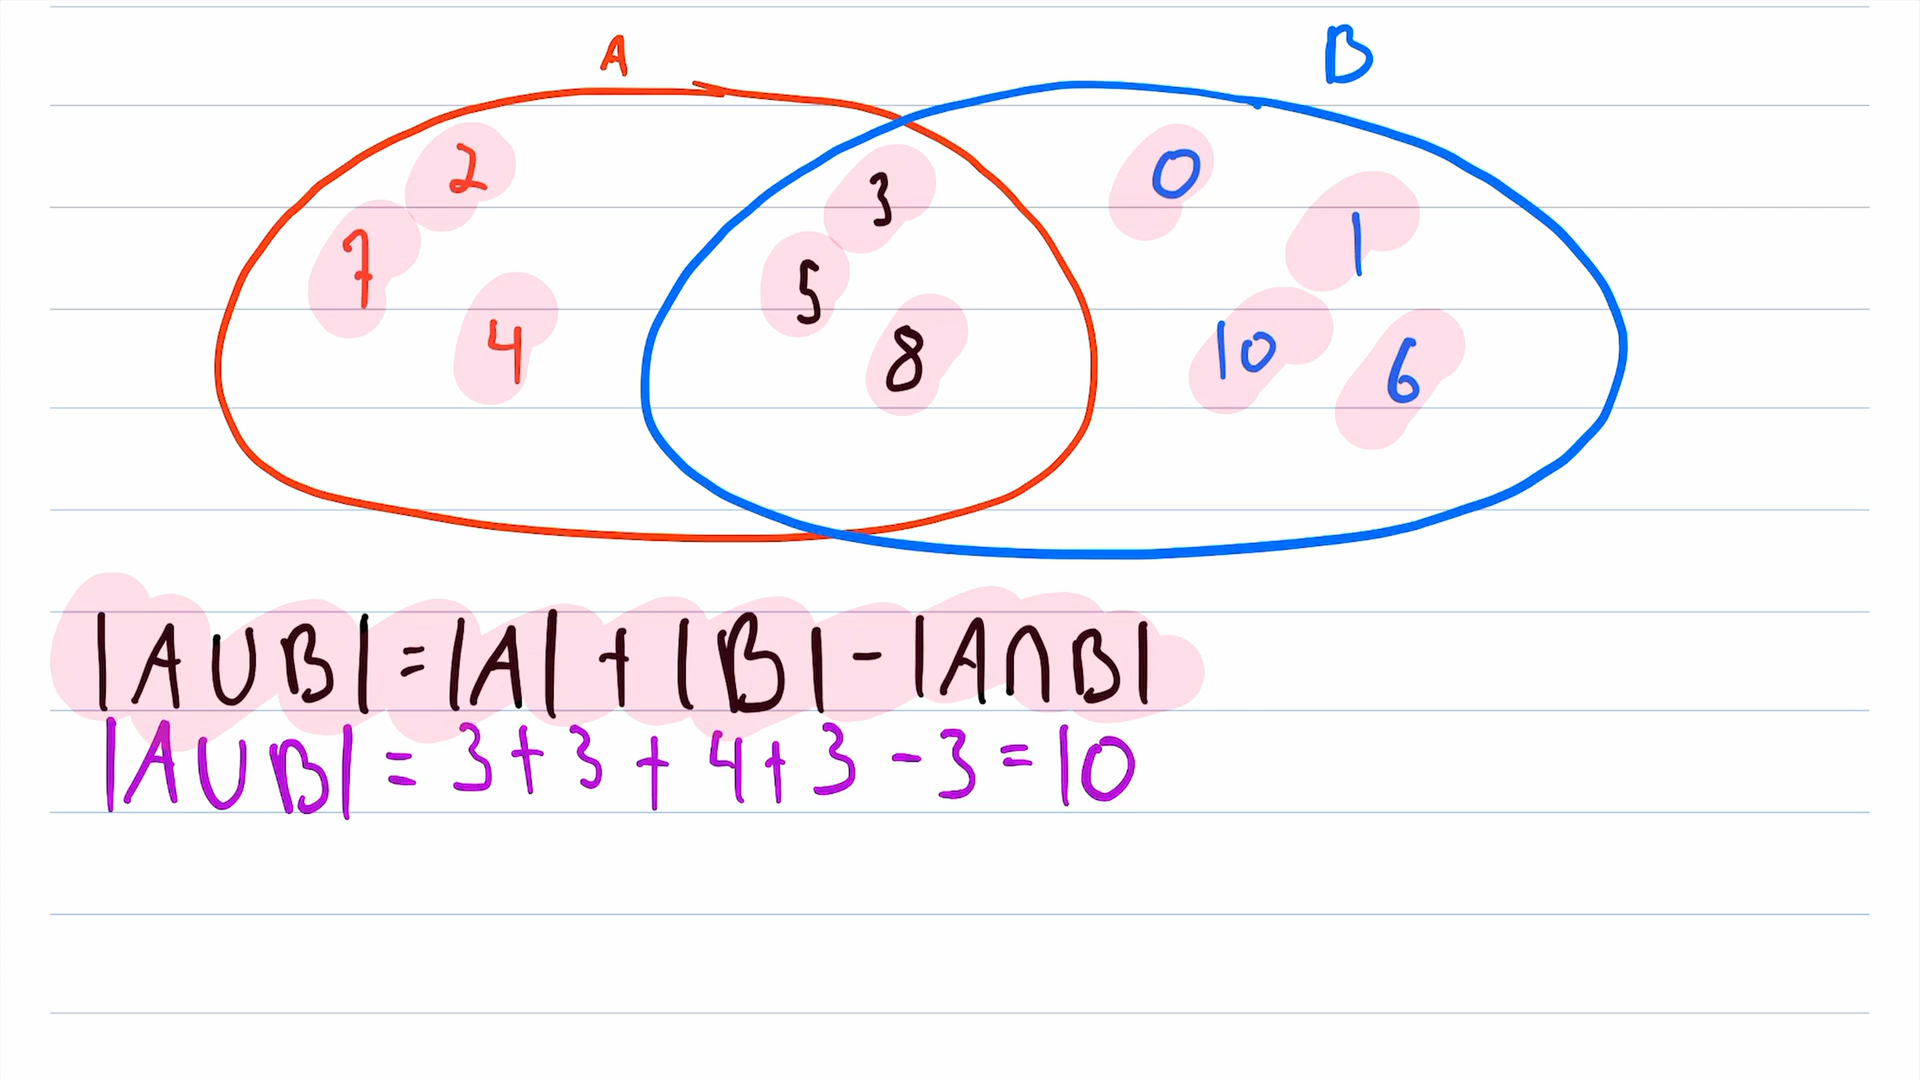 A
B
2
3
0
7
1
5
4
8
10
6
|A∪B| = |A| + |B| - |A∩B|
|A∪B| = 3+3 + 4+3 - 3 = 10